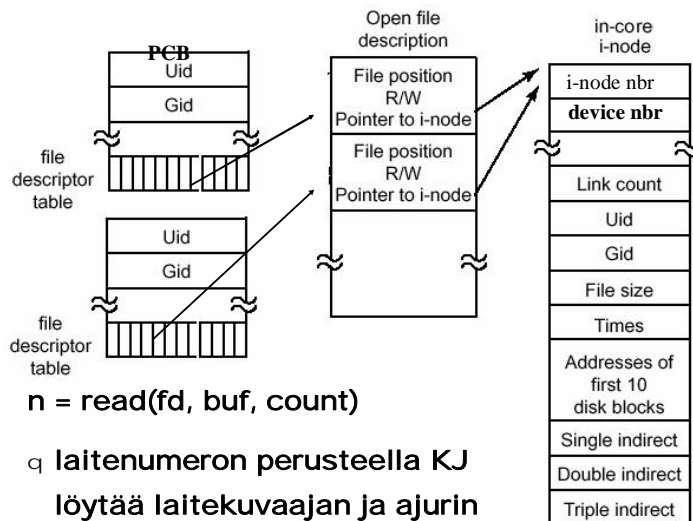 PCB
Uid
Gid
file
descriptor
table
Uid
Gid
file
descriptor
table
Open file
description
File position
R/W
Pointer to i-node
File position
R/W
Pointer to i-node
in-core
i-node
i-node nbr
device nbr
Link count
Uid
Gid
File size
Times
Addresses of
first 10
disk blocks
Single indirect
Double indirect
Triple indirect
n = read(fd, buf, count)
q laitenumeron perusteella KJ
löytää laitekuvaajan ja ajurin